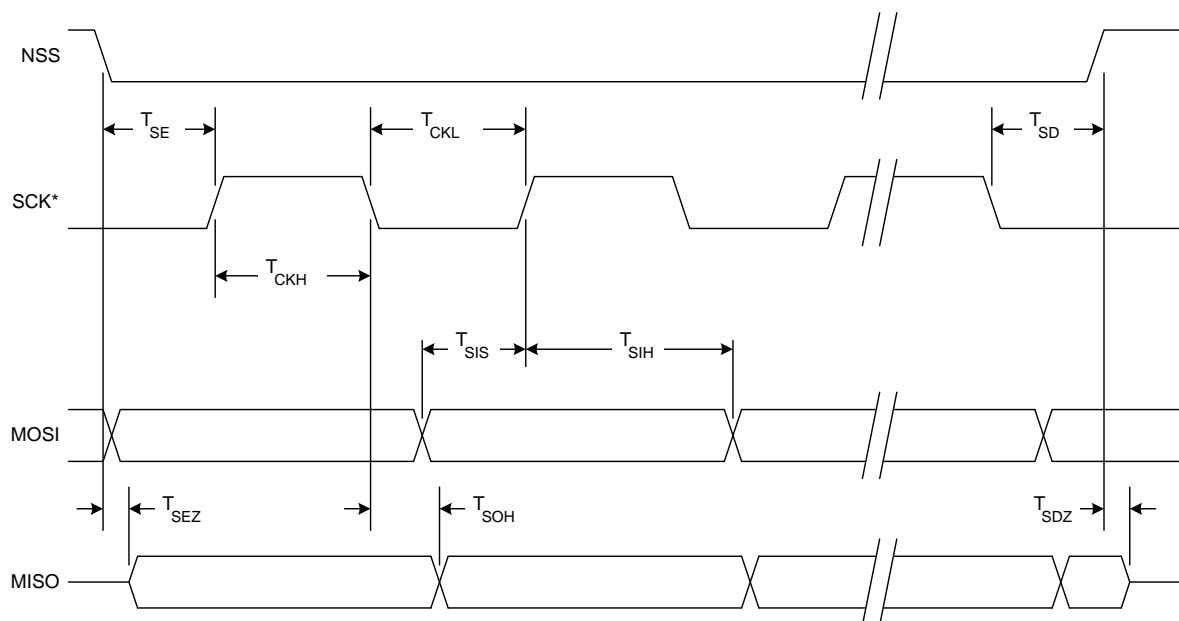 NSS
T_SE
T_CKL
T_SD
SCK*
T_CKH
T_SIS
T_SIH
MOSI
T_SEZ
T_SOH
T_SDZ
MISO